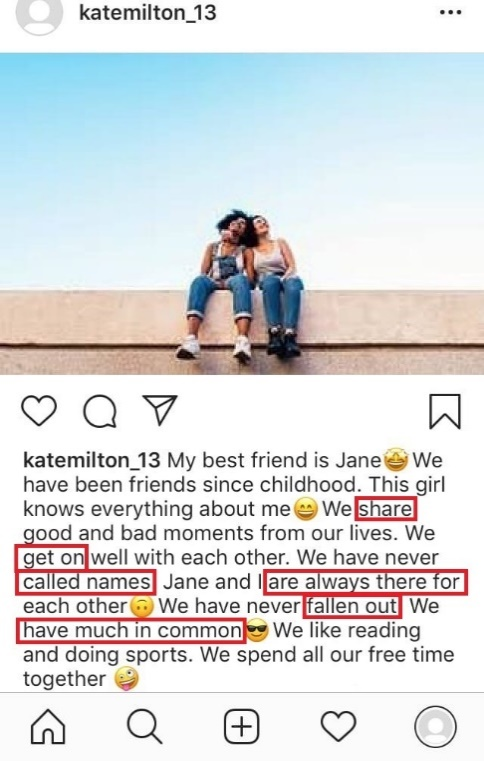 katemilton_13
katemilton_13 My best friend is Jane🤩 We
have been friends since childhood. This girl
knows everything about me😁 We share
good and bad moments from our lives. We
get on well with each other. We have never
called names. Jane and I are always there for
each other🙃 We have never fallen out. We
have much in common😎 We like reading
and doing sports. We spend all our free time
together 🤪